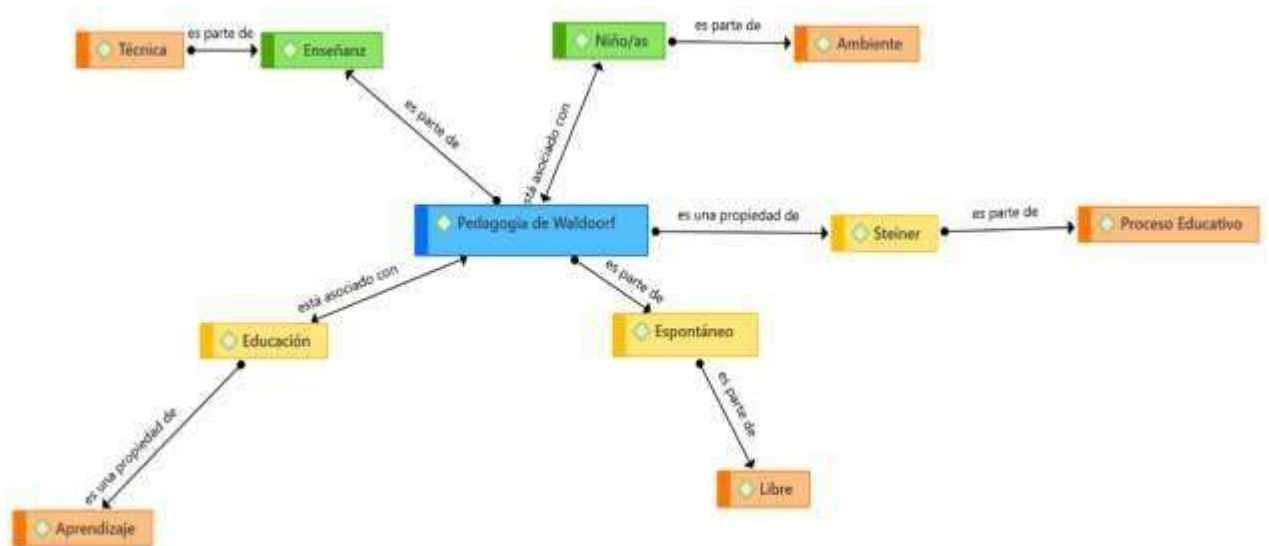 es parte de
Técnica
Enseñanz
Niño/as
es parte de
Ambiente
es parte de
está asociado con
Pedagogía de Waldoorf
es una propiedad de
Steiner
es parte de
Proceso Educativo
está asociado con
es parte de
Educación
Espontáneo
es una propiedad de
es parte de
Libre
Aprendizaje